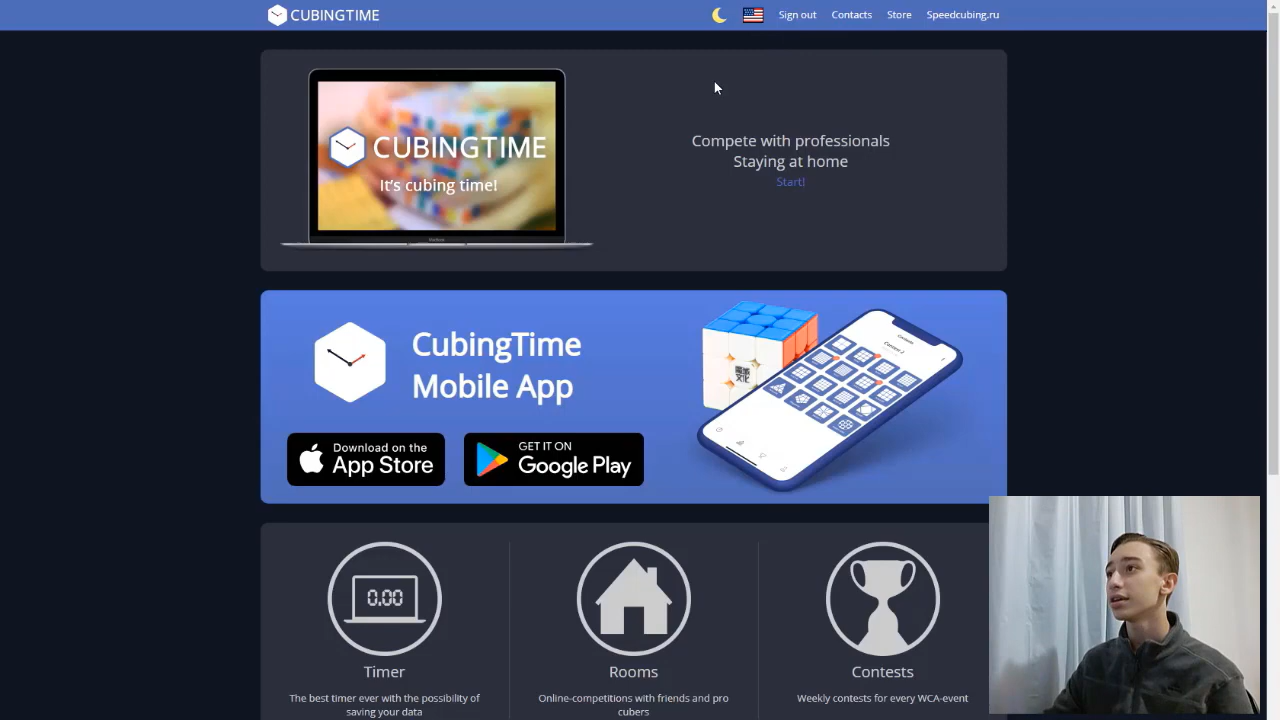 CUBINGTIME
Sign out
Contacts
Store
Speedcubing.ru
CUBINGTIME
It's cubing time!
Compete with professionals
Staying at home
Start!
CubingTime
Mobile App
Download on the
App Store
GET IT ON
Google Play
0.00
Timer
The best timer ever with the possibility of
saving your data
Rooms
Online-competitions with friends and pro
cubers
Contests
Weekly contests for every WCA-event